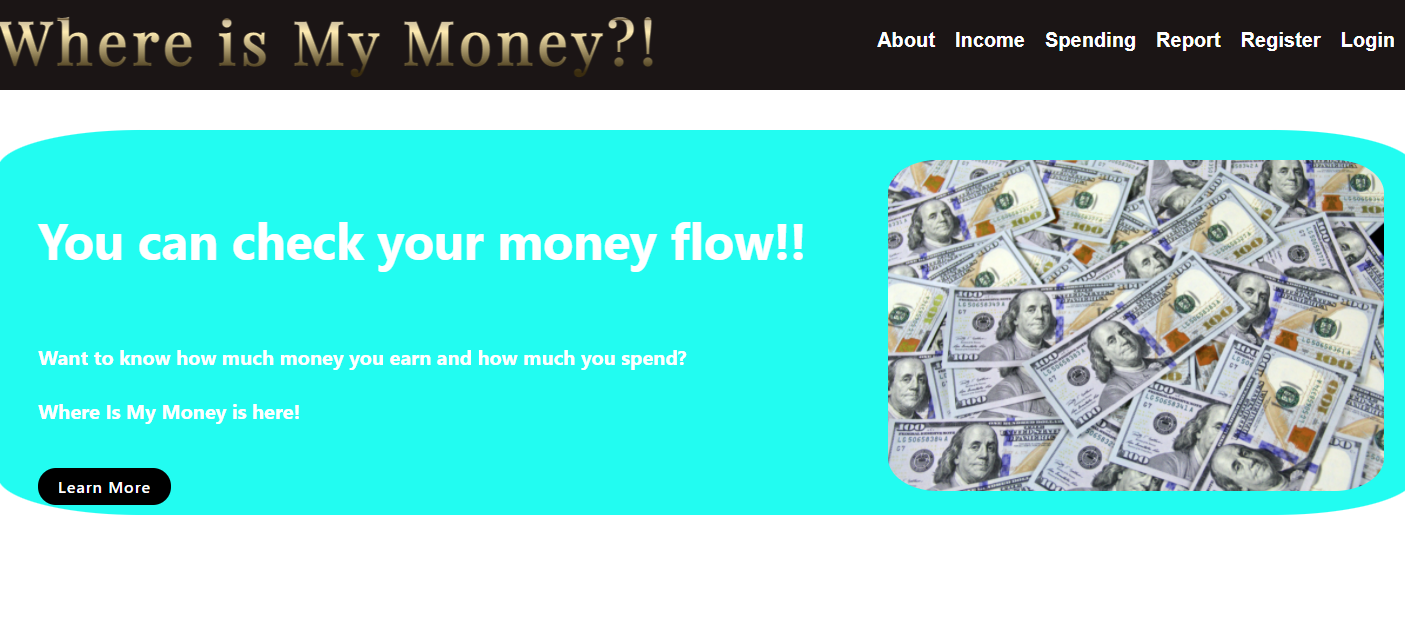 Where is My Money?!
About Income Spending Report Register Login
You can check your money flow!!
Want to know how much money you earn and how much you spend?
Where Is My Money is here!
Learn More